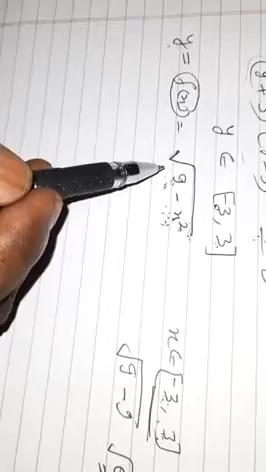 y ∈ [-3, 3]
y = f(x) = √9 - x²
x ∈ [-3, 3]
√9 - 9